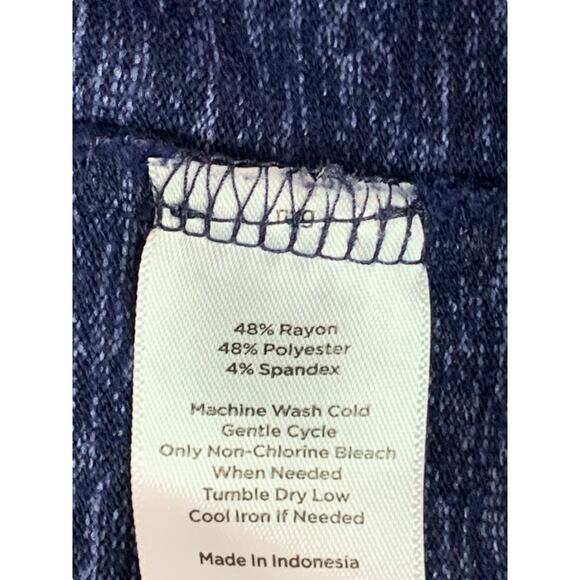 48% Rayon
48% Polyester
4% Spandex
Machine Wash Cold
Gentle Cycle
Only Non-Chlorine Bleach
When Needed
Tumble Dry Low
Cool Iron If Needed
Made In Indonesia